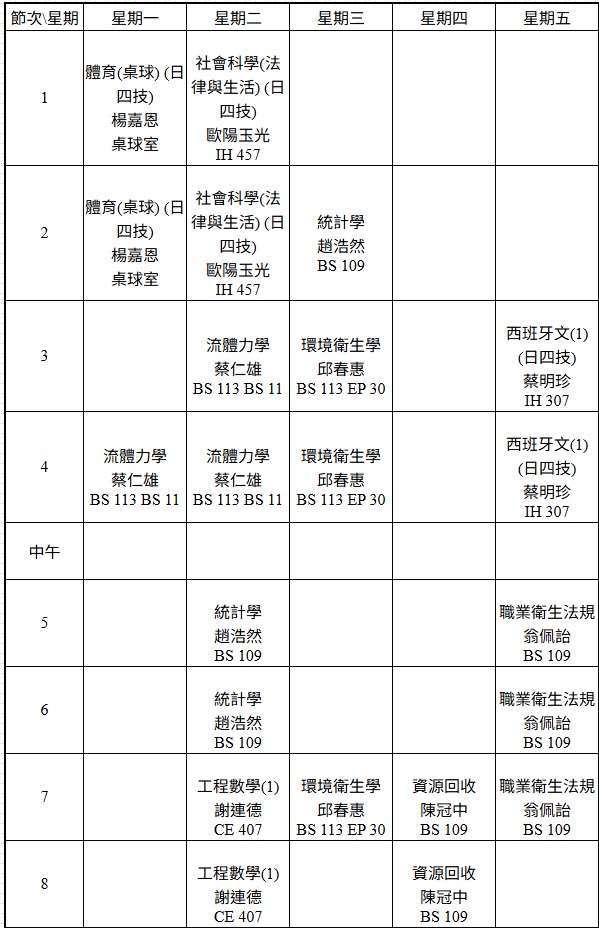 節次\星期 星期一 星期二 星期三 星期四 星期五
1
體育(桌球) (日
四技)
楊嘉恩
桌球室
社會科學(法
律與生活) (日
四技)
歐陽玉光
IH 457
2
體育(桌球) (日
四技)
楊嘉恩
桌球室
社會科學(法
律與生活) (日
四技)
歐陽玉光
IH 457
統計學
趙浩然
BS 109
3
流體力學
蔡仁雄
BS 113 BS 11
環境衛生學
邱春惠
BS 113 EP 30
西班牙文(1)
(日四技)
蔡明珍
IH 307
4
流體力學
蔡仁雄
BS 113 BS 11
流體力學
蔡仁雄
BS 113 BS 11
環境衛生學
邱春惠
BS 113 EP 30
西班牙文(1)
(日四技)
蔡明珍
IH 307
中午
5
統計學
趙浩然
BS 109
職業衛生法規
翁佩詒
BS 109
6
統計學
趙浩然
BS 109
職業衛生法規
翁佩詒
BS 109
7
工程數學(1)
謝連德
CE 407
環境衛生學
邱春惠
BS 113 EP 30
資源回收
陳冠中
BS 109
職業衛生法規
翁佩詒
BS 109
8
工程數學(1)
謝連德
CE 407
資源回收
陳冠中
BS 109